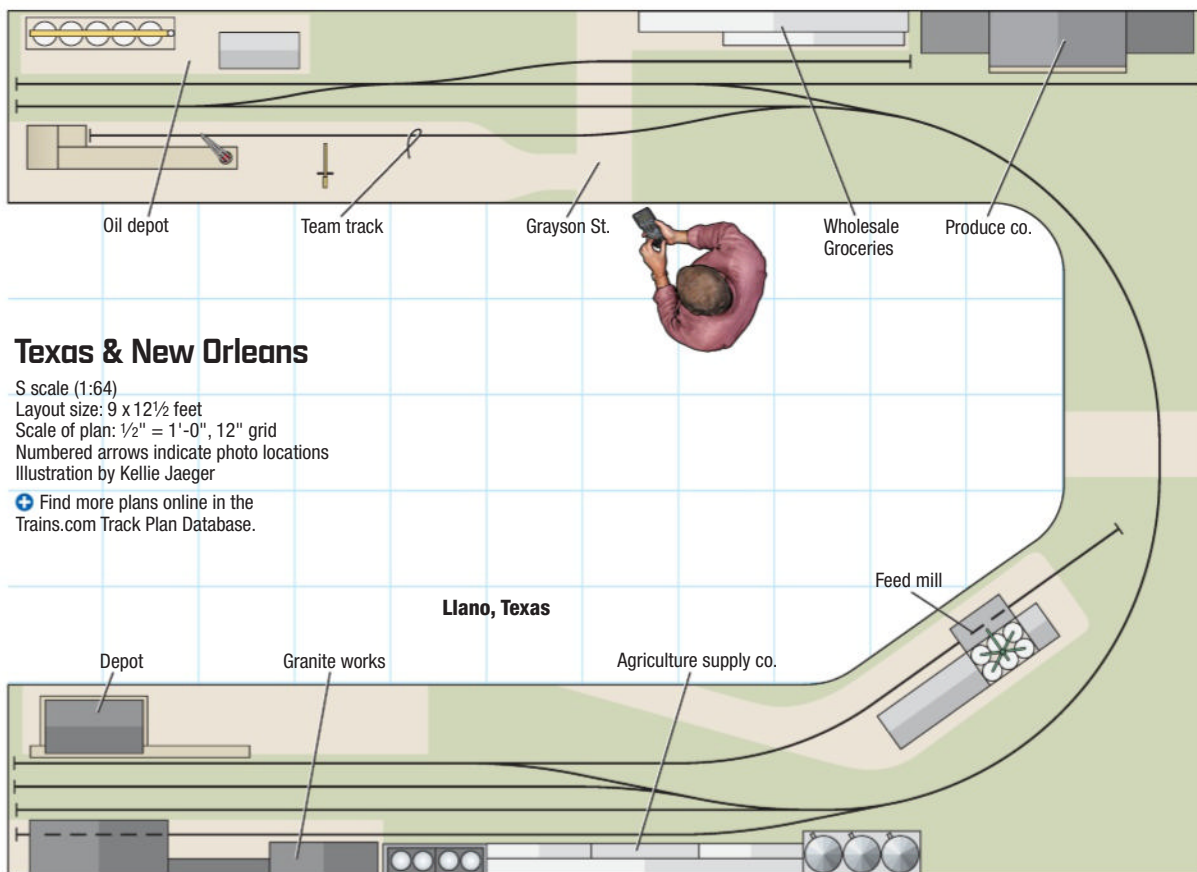 Oil depot
Team track
Grayson St.
Wholesale
Groceries
Produce co.
Texas & New Orleans
S scale (1:64)
Layout size: 9 x 12½ feet
Scale of plan: ½" = 1'-0", 12" grid
Numbered arrows indicate photo locations
Illustration by Kellie Jaeger
Find more plans online in the
Trains.com Track Plan Database.
Feed mill
Llano, Texas
Depot
Granite works
Agriculture supply co.